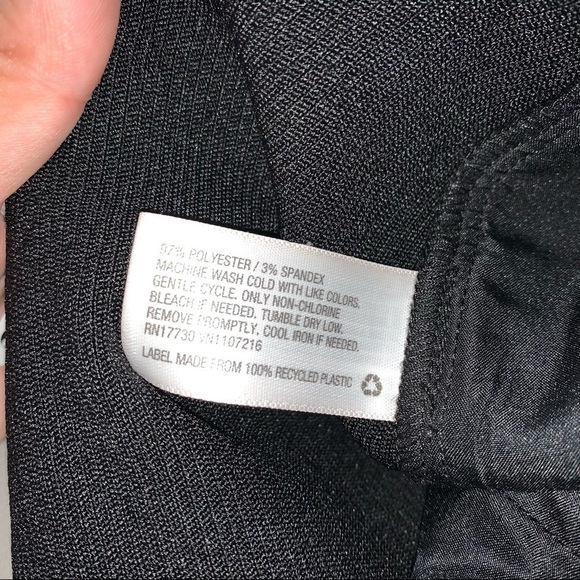 97% POLYESTER / 3% SPANDEX
MACHINE WASH COLD WITH LIKE COLORS.
GENTLE CYCLE. ONLY NON-CHLORINE
BLEACH IF NEEDED. TUMBLE DRY LOW.
REMOVE PROMPTLY. COOL IRON IF NEEDED.
RN17730 VN1107216
LABEL MADE FROM 100% RECYCLED PLASTIC